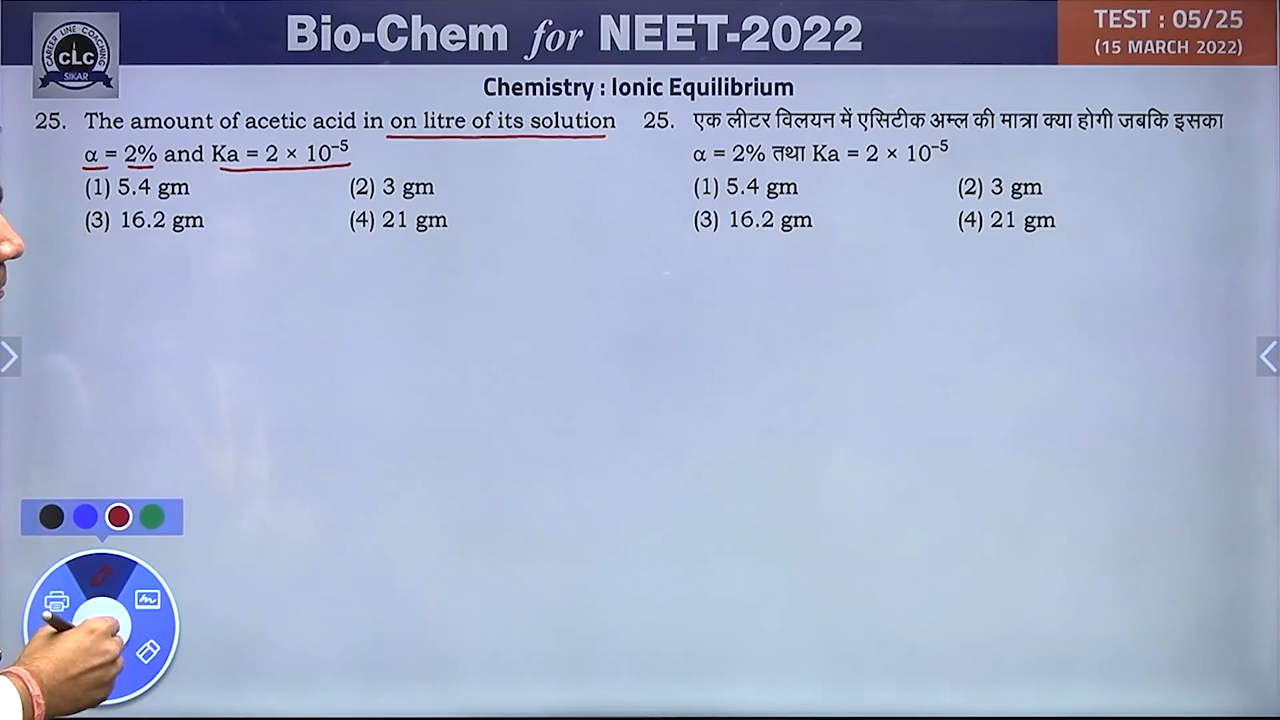 Bio-Chem for NEET-2022
TEST : 05/25
(15 MARCH 2022)
CAREER LINE COACHING
CLC
SIKAR
Chemistry : Ionic Equilibrium
25. The amount of acetic acid in on litre of its solution
α = 2% and Ka = 2 × 10⁻⁵
(1) 5.4 gm (2) 3 gm
(3) 16.2 gm (4) 21 gm
25. एक लीटर विलयन में एसिटीक अम्ल की मात्रा क्या होगी जबकि इसका
α = 2% तथा Ka = 2 × 10⁻⁵
(1) 5.4 gm (2) 3 gm
(3) 16.2 gm (4) 21 gm